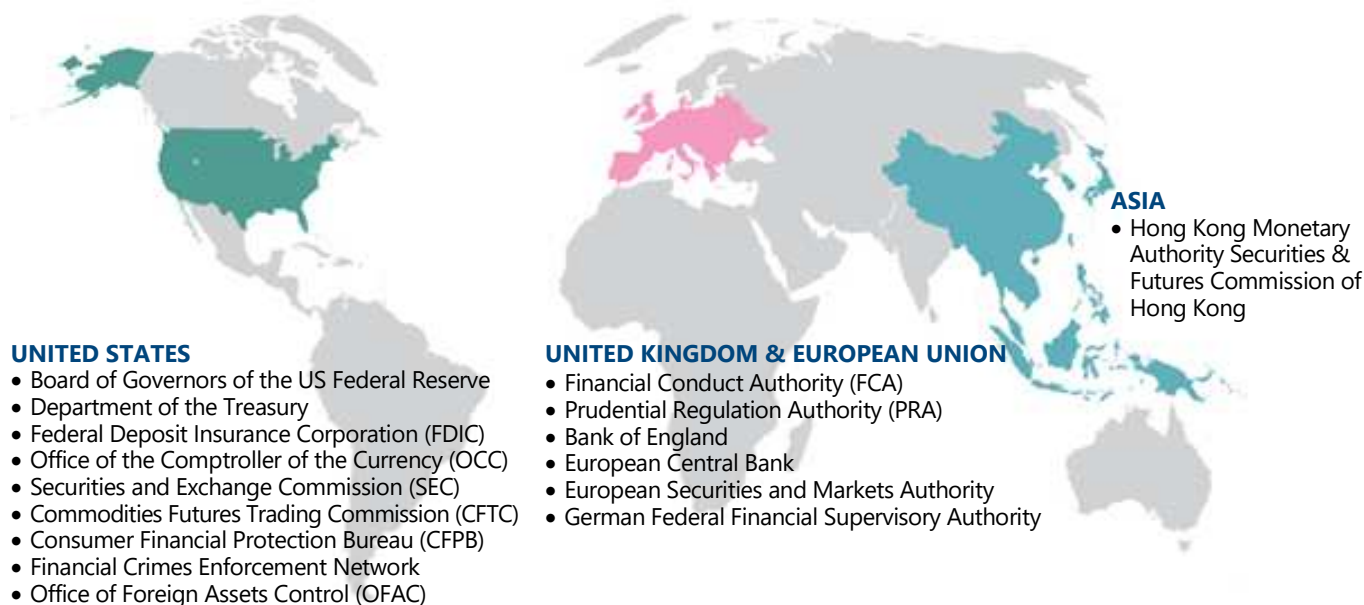 UNITED STATES
• Board of Governors of the US Federal Reserve
• Department of the Treasury
• Federal Deposit Insurance Corporation (FDIC)
• Office of the Comptroller of the Currency (OCC)
• Securities and Exchange Commission (SEC)
• Commodities Futures Trading Commission (CFTC)
• Consumer Financial Protection Bureau (CFPB)
• Financial Crimes Enforcement Network
• Office of Foreign Assets Control (OFAC)
UNITED KINGDOM & EUROPEAN UNION
• Financial Conduct Authority (FCA)
• Prudential Regulation Authority (PRA)
• Bank of England
• European Central Bank
• European Securities and Markets Authority
• German Federal Financial Supervisory Authority
ASIA
• Hong Kong Monetary
Authority Securities &
Futures Commission of
Hong Kong